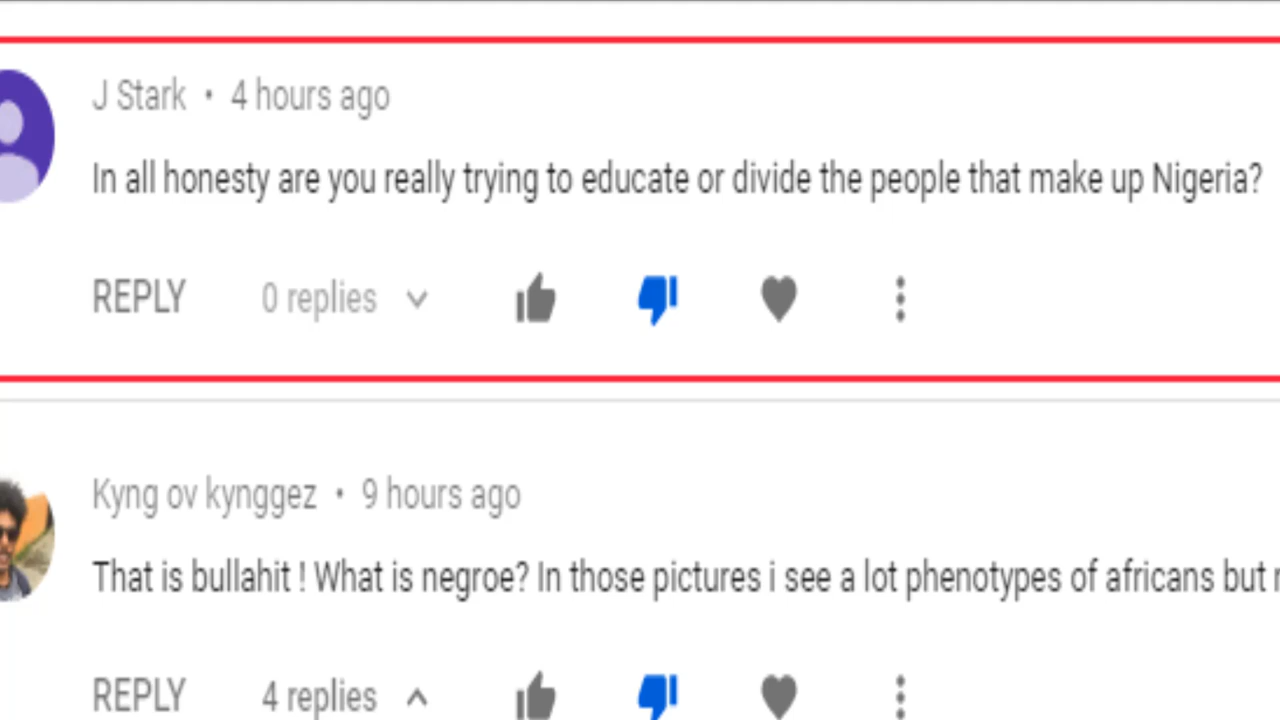 J Stark • 4 hours ago
In all honesty are you really trying to educate or divide the people that make up Nigeria?
REPLY 0 replies
Kyng ov kynggez • 9 hours ago
That is bullahit ! What is negroe? In those pictures i see a lot phenotypes of africans but
REPLY 4 replies